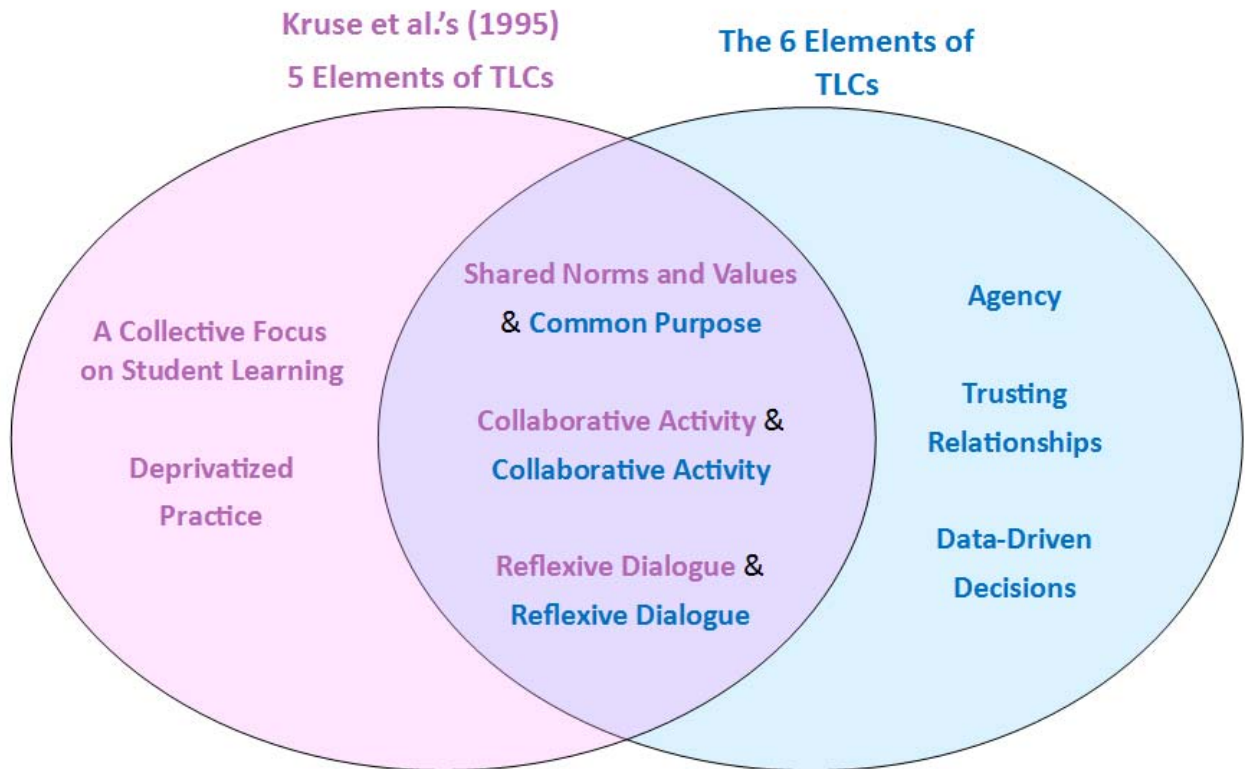 Kruse et al.'s (1995)
5 Elements of TLCs
The 6 Elements of
TLCs
A Collective Focus
on Student Learning
Deprivatized
Practice
Shared Norms and Values
& Common Purpose
Collaborative Activity &
Collaborative Activity
Reflexive Dialogue &
Reflexive Dialogue
Agency
Trusting
Relationships
Data-Driven
Decisions